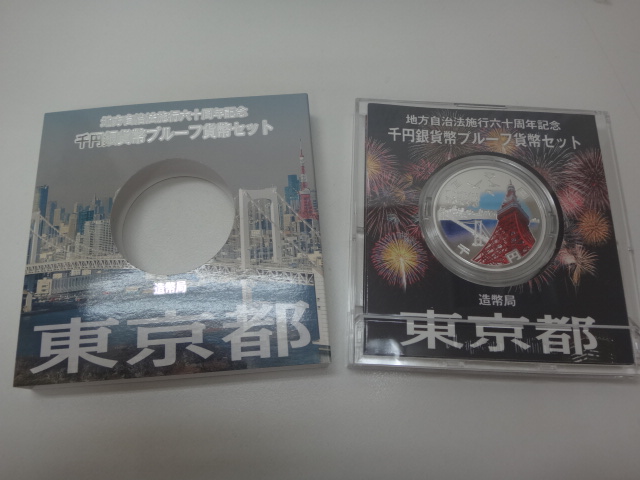 地方自治法施行六十周年記念
千円銀貨幣プルーフ貨幣セット
造幣局
東京都
地方自治法施行六十周年記念
千円銀貨幣プルーフ貨幣セット
千 円
造幣局
東京都